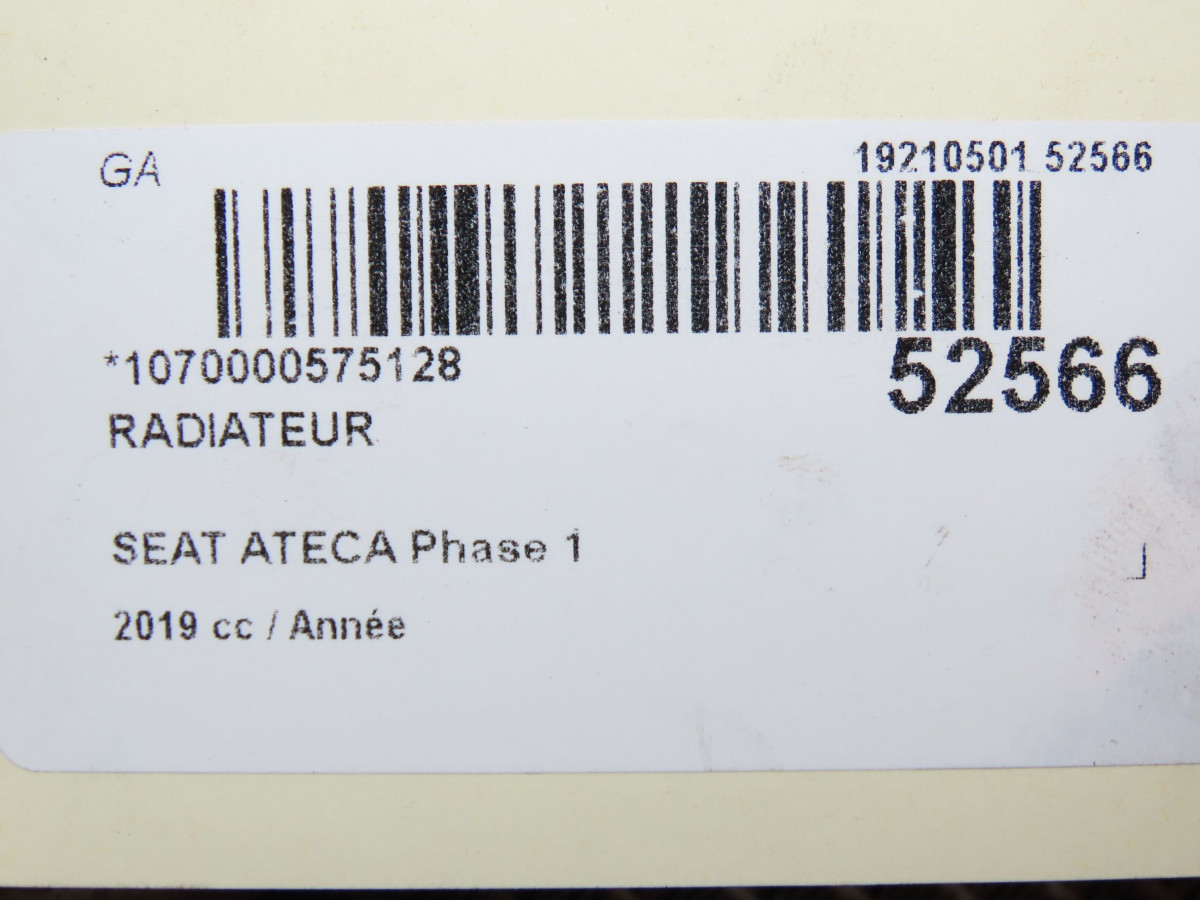 GA
19210501 52566
*1070000575128
52566
RADIATEUR
SEAT ATECA Phase 1
2019 cc / Année